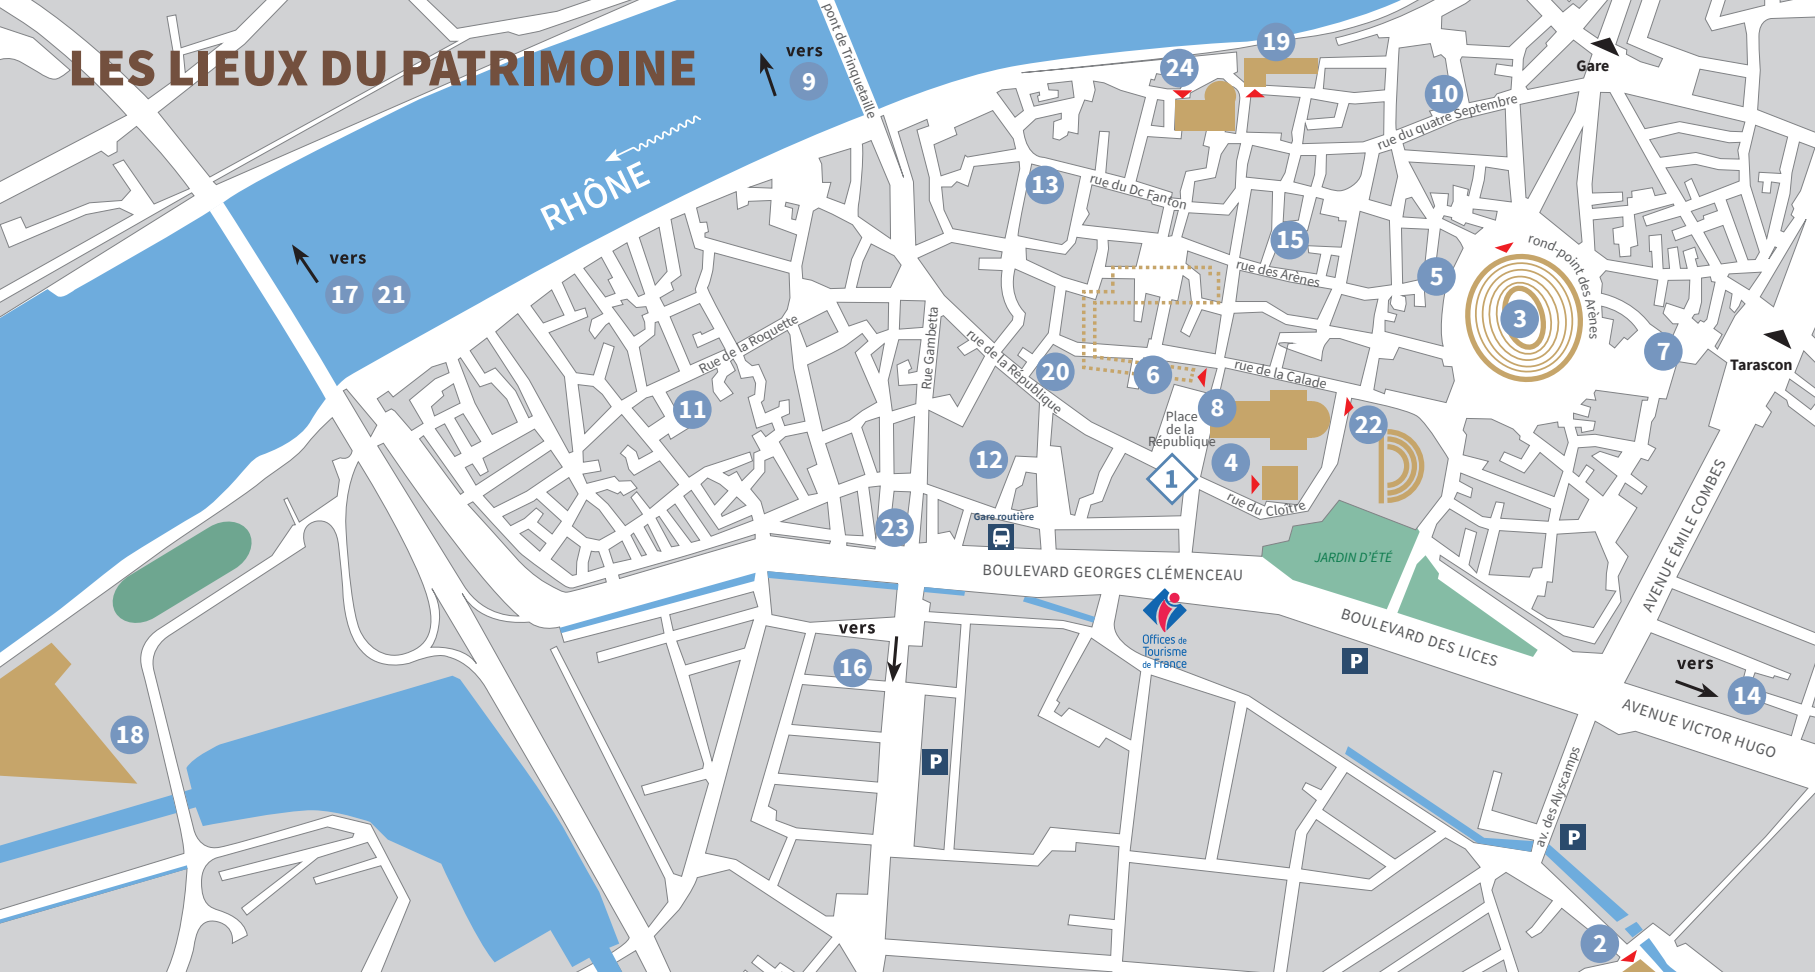 LES LIEUX DU PATRIMOINE
vers
9
pont de Trinquetaille
24
19
Gare
10
rue du quatre Septembre
RHÔNE
13
rue du Dc Fanton
15
rue des Arènes
5
rond-point des Arènes
3
7
Tarascon
vers
17
21
Rue de la Roquette
Rue Gambetta
rue de la République
20
6
rue de la Calade
8
22
11
Place
de la
République
12
4
1
rue du Cloître
23
Gare routière
JARDIN D'ÉTÉ
AVENUE ÉMILE COMBES
BOULEVARD GEORGES CLÉMENCEAU
Offices de
Tourisme
de France
BOULEVARD DES LICES
P
vers
16
vers
14
AVENUE VICTOR HUGO
18
P
av. des Alyscamps
P
2